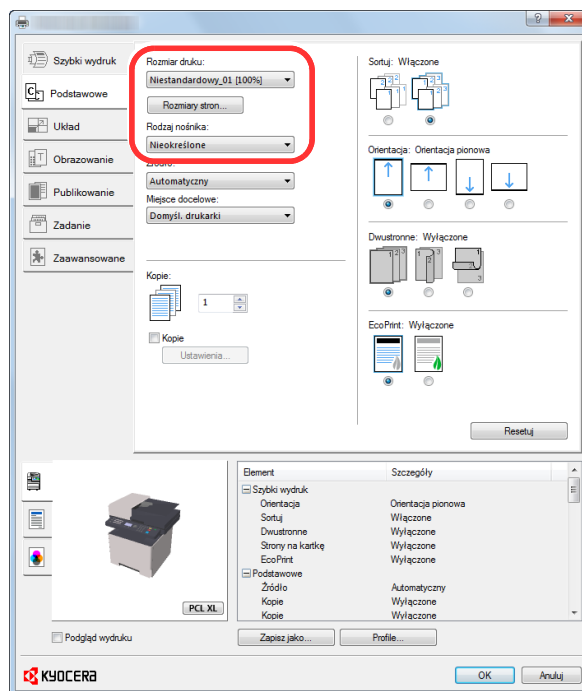 Szybki wydruk
Podstawowe
Układ
Obrazowanie
Publikowanie
Zadanie
Zaawansowane
Rozmiar druku:
Niestandardowy_01 [100%]
Rozmiary stron...
Rodzaj nośnika:
Nieokreślone
Źródło:
Automatyczny
Miejsce docelowe:
Domyśl. drukarki
Kopie:
1
Kopie
Ustawienia...
Sortuj: Włączone
Orientacja: Orientacja pionowa
Dwustronne: Wyłączone
EcoPrint: Wyłączone
Resetuj
PCL XL
Podgląd wydruku
Element Szczegóły
Szybki wydruk
Orientacja Orientacja pionowa
Sortuj Włączone
Dwustronne Wyłączone
Strony na kartkę Wyłączone
EcoPrint Wyłączone
Podstawowe
Źródło Automatyczny
Kopie Wyłączone
Kopie Wyłączone
Zapisz jako... Profile...
KYOCERA
OK Anuluj